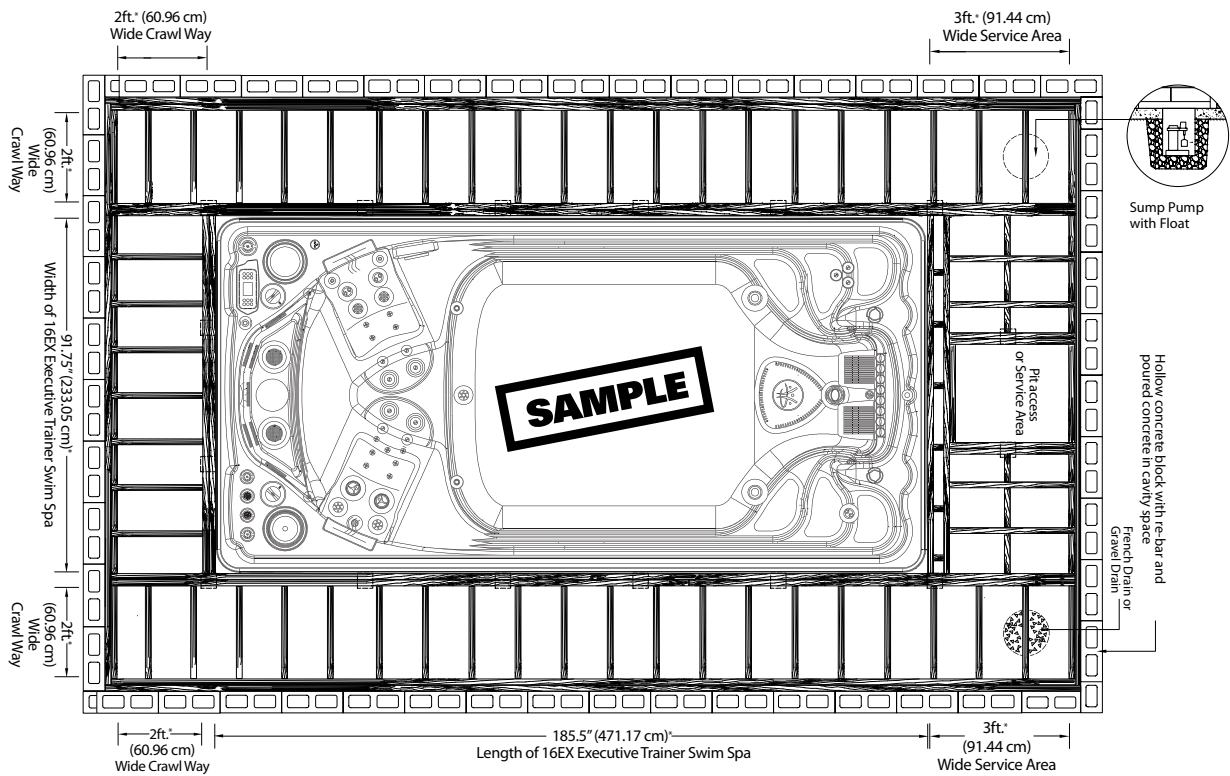 2ft.* (60.96 cm)
Wide Crawl Way
3ft.* (91.44 cm)
Wide Service Area
2ft.*
(60.96 cm)
Wide
Crawl Way
Sump Pump
with Float
91.75" (233.05 cm)*
Width of 16EX Executive Trainer Swim Spa
SAMPLE
Pit access
or Service Area
Hollow concrete block with re-bar and
poured concrete in cavity space
French Drain or
Gravel Drain
2ft.*
(60.96 cm)
Wide
Crawl Way
2ft.*
(60.96 cm)
Wide Crawl Way
185.5" (471.17 cm)*
Length of 16EX Executive Trainer Swim Spa
3ft.*
(91.44 cm)
Wide Service Area